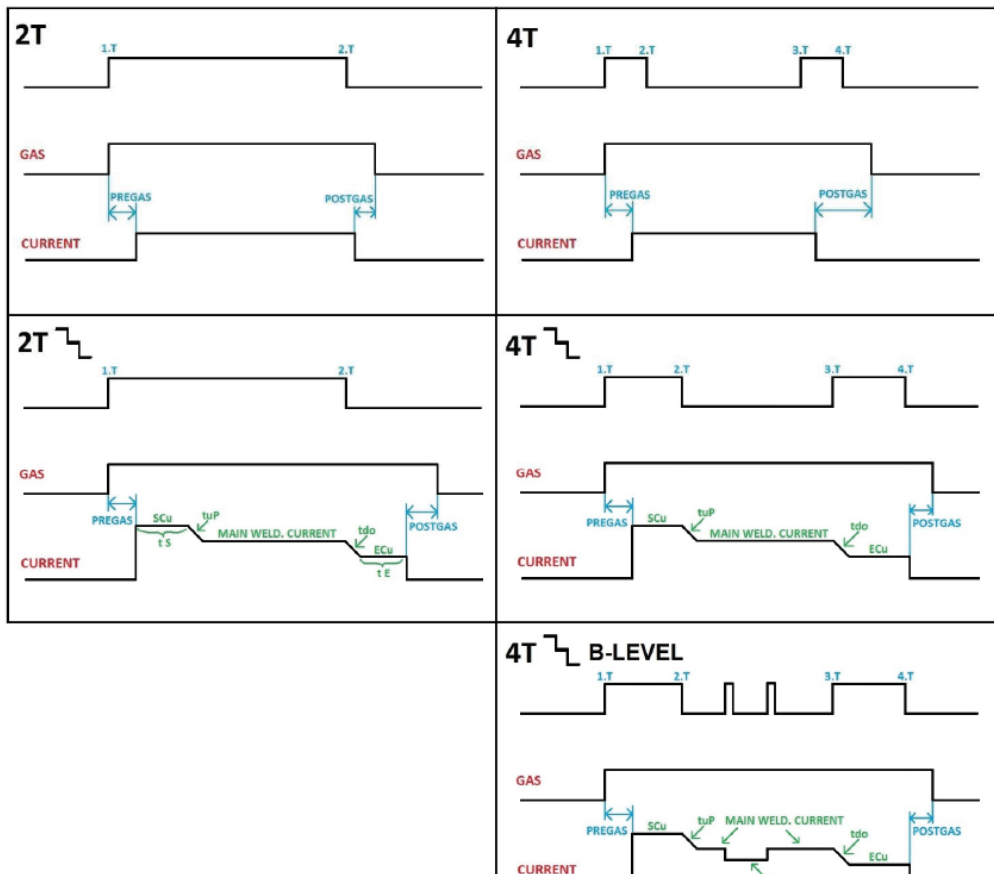 2T
1.T 2.T
GAS
PREGAS POSTGAS
CURRENT
4T
1.T 2.T 3.T 4.T
GAS
PREGAS POSTGAS
CURRENT
2T
1.T 2.T
GAS
PREGAS SCu tuP MAIN WELD. CURRENT tdo POSTGAS
t S ECu
CURRENT t E
4T
1.T 2.T 3.T 4.T
GAS
PREGAS SCu tuP MAIN WELD. CURRENT tdo POSTGAS
ECu
CURRENT
4T B-LEVEL
1.T 2.T 3.T 4.T
GAS
PREGAS SCu tuP MAIN WELD. CURRENT tdo POSTGAS
ECu
CURRENT